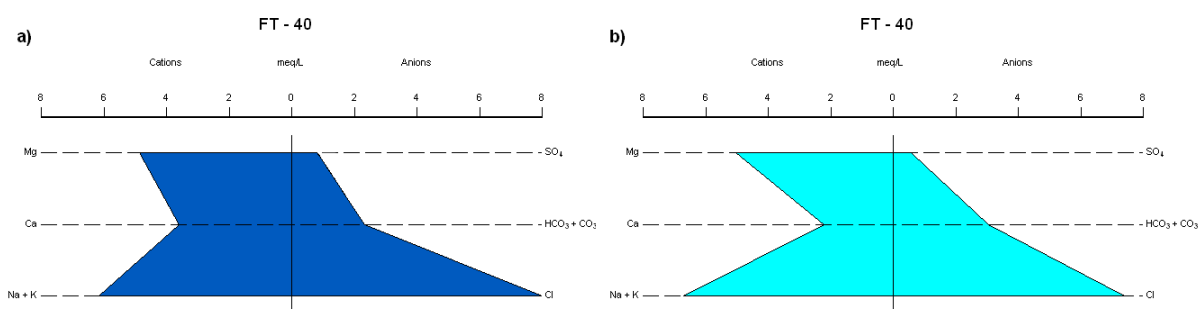 FT - 40
a)
Cations meq/L Anions
8 6 4 2 0 2 4 6 8
Mg SO₄
Ca HCO₃ + CO₃
Na + K Cl
FT - 40
b)
Cations meq/L Anions
8 6 4 2 0 2 4 6 8
Mg SO₄
Ca HCO₃ + CO₃
Na + K Cl